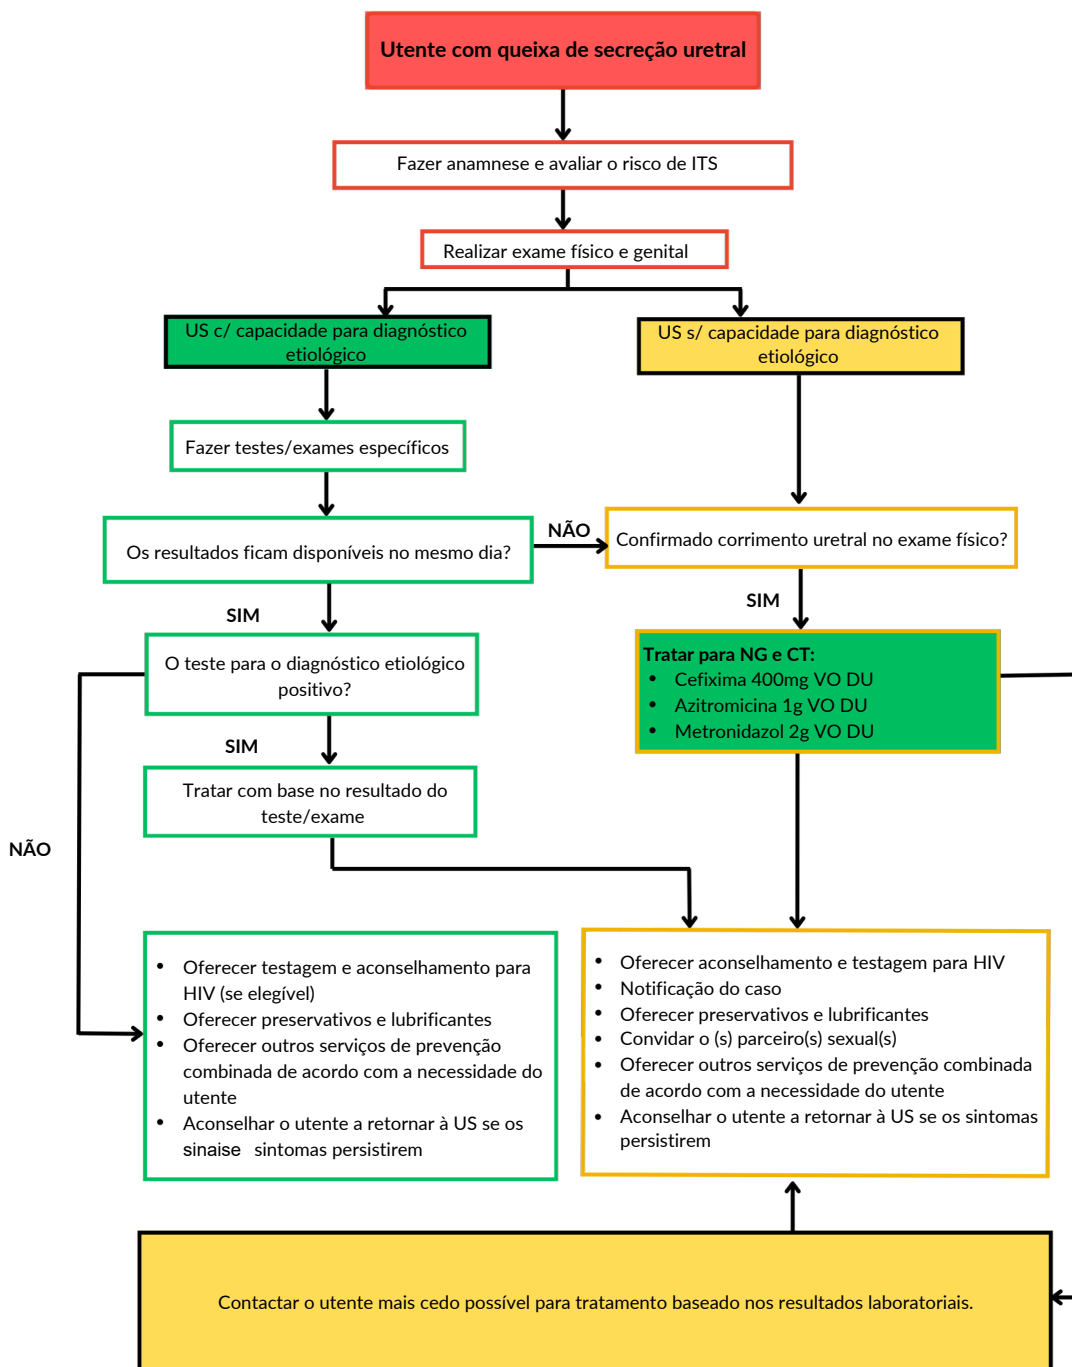 Utente com queixa de secreção uretral
Fazer anamnese e avaliar o risco de ITS
Realizar exame físico e genital
US c/ capacidade para diagnóstico
etiológico
US s/ capacidade para diagnóstico
etiológico
Fazer testes/exames específicos
Os resultados ficam disponíveis no mesmo dia?
NÃO
Confirmado corrimento uretral no exame físico?
SIM
SIM
O teste para o diagnóstico etiológico
positivo?
Tratar para NG e CT:
• Cefixima 400mg VO DU
• Azitromicina 1g VO DU
• Metronidazol 2g VO DU
SIM
Tratar com base no resultado do
teste/exame
NÃO
• Oferecer testagem e aconselhamento para
HIV (se elegível)
• Oferecer preservativos e lubrificantes
• Oferecer outros serviços de prevenção
combinada de acordo com a necessidade do
utente
• Aconselhar o utente a retornar à US se os
sinaise sintomas persistirem
• Oferecer aconselhamento e testagem para HIV
• Notificação do caso
• Oferecer preservativos e lubrificantes
• Convidar o (s) parceiro(s) sexual(s)
• Oferecer outros serviços de prevenção combinada
de acordo com a necessidade do utente
• Aconselhar o utente a retornar à US se os sintomas
persistirem
Contactar o utente mais cedo possível para tratamento baseado nos resultados laboratoriais.